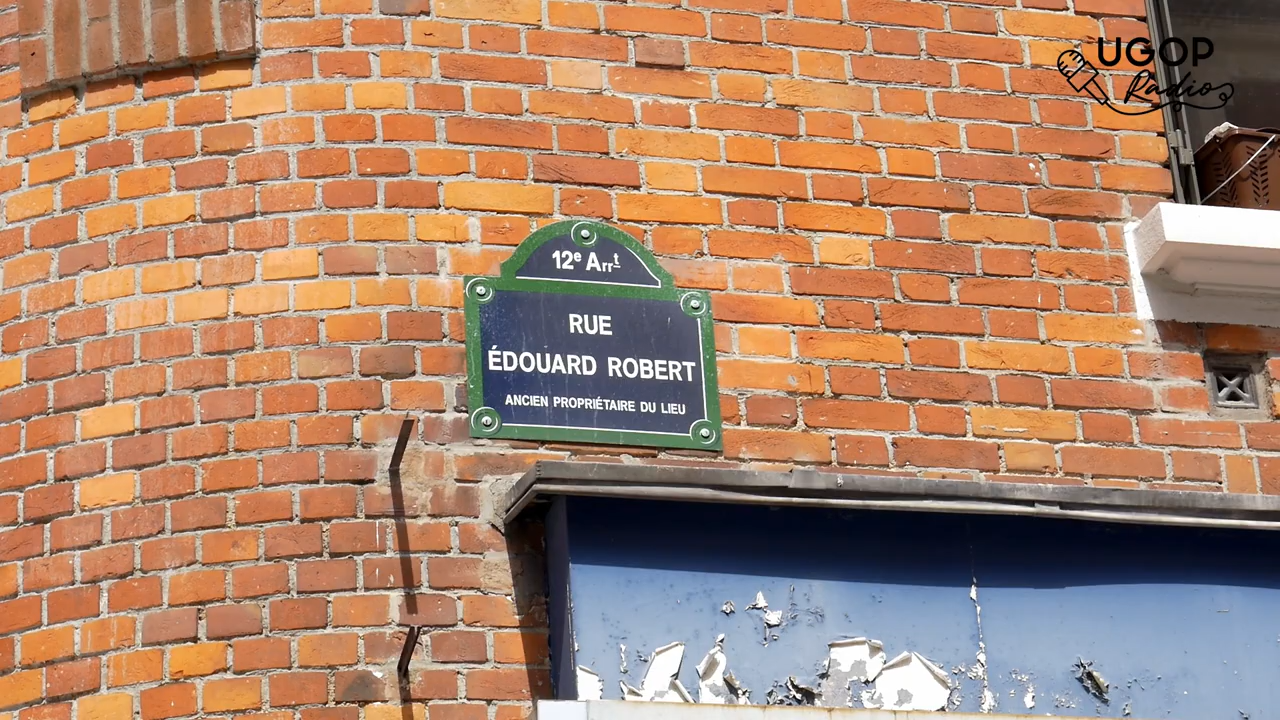 UGOP
Radio
12e Arrt
RUE
ÉDOUARD ROBERT
ANCIEN PROPRIÉTAIRE DU LIEU